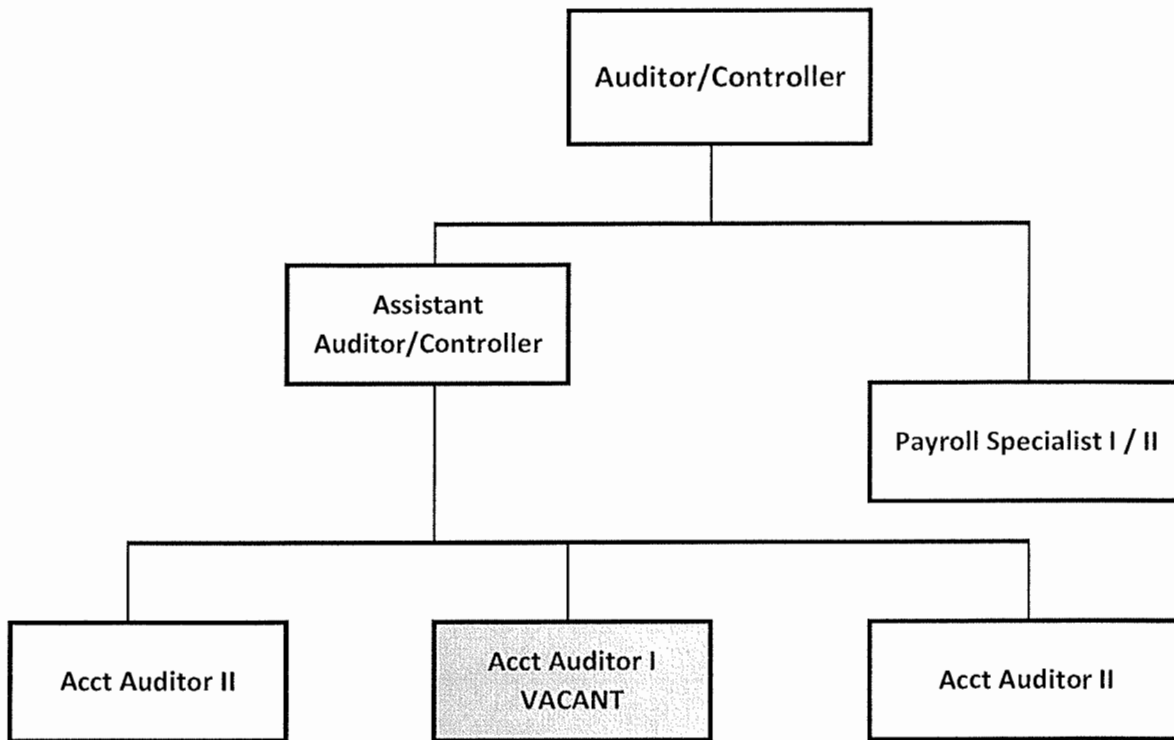 Auditor/Controller
Assistant
Auditor/Controller
Payroll Specialist I / II
Acct Auditor II
Acct Auditor I
VACANT
Acct Auditor II